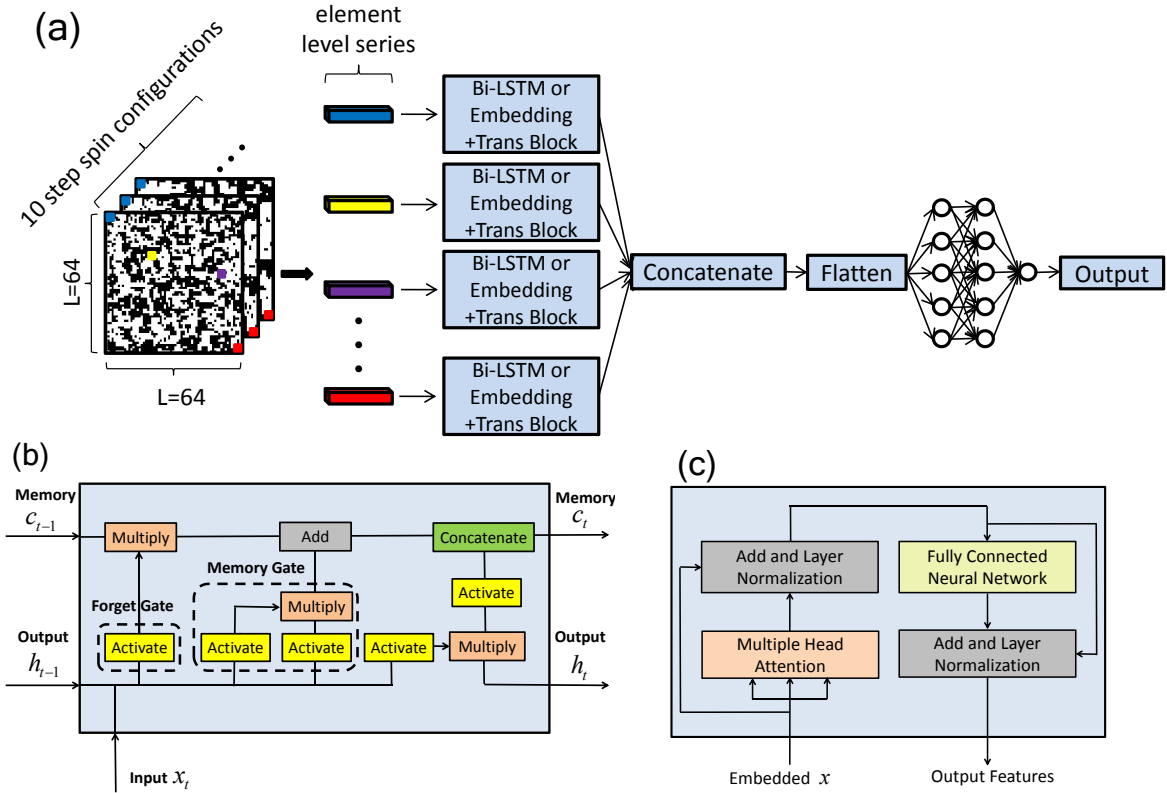 (a)
10 step spin configurations
element
level series
L=64
L=64
Bi-LSTM or
Embedding
+Trans Block
Bi-LSTM or
Embedding
+Trans Block
Bi-LSTM or
Embedding
+Trans Block
Bi-LSTM or
Embedding
+Trans Block
Concatenate
Flatten
Output
(b)
Memory
c_{t-1}
Multiply
Add
Concatenate
Memory
c_t
Memory Gate
Activate
Forget Gate
Multiply
Output
h_{t-1}
Activate
Activate
Activate
Activate
Multiply
Output
h_t
Input x_t
(c)
Add and Layer
Normalization
Fully Connected
Neural Network
Multiple Head
Attention
Add and Layer
Normalization
Embedded x
Output Features